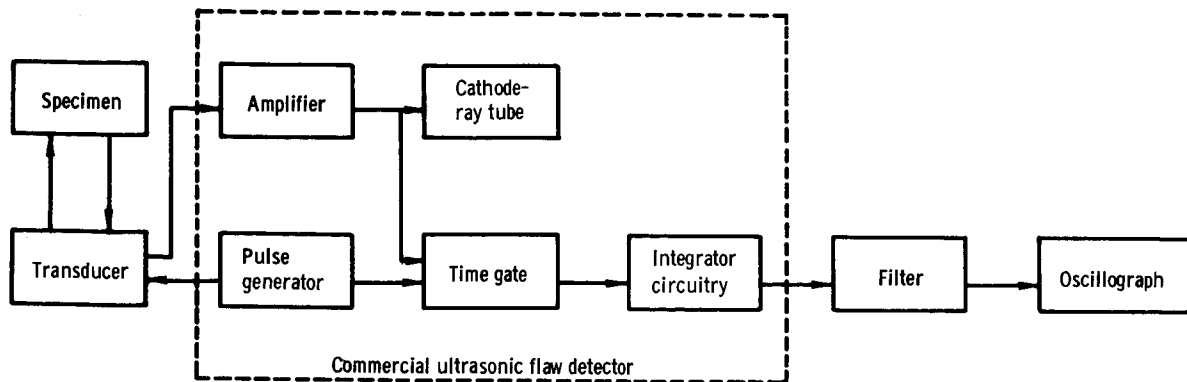 Specimen
Amplifier
Cathode-
ray tube
Transducer
Pulse
generator
Time gate
Integrator
circuitry
Filter
Oscillograph
Commercial ultrasonic flaw detector